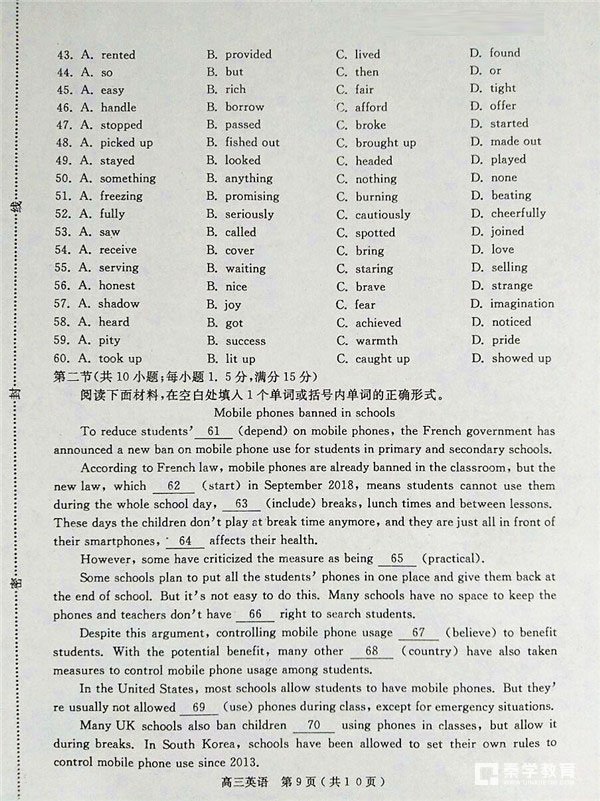 43. A. rented B. provided C. lived D. found
44. A. so B. but C. then D. or
45. A. easy B. rich C. fair D. tight
46. A. handle B. borrow C. afford D. offer
47. A. stopped B. passed C. broke D. started
48. A. picked up B. fished out C. brought up D. made out
49. A. stayed B. looked C. headed D. played
50. A. something B. anything C. nothing D. none
51. A. freezing B. promising C. burning D. beating
52. A. fully B. seriously C. cautiously D. cheerfully
53. A. saw B. called C. spotted D. joined
54. A. receive B. cover C. bring D. love
55. A. serving B. waiting C. staring D. selling
56. A. honest B. nice C. brave D. strange
57. A. shadow B. joy C. fear D. imagination
58. A. heard B. got C. achieved D. noticed
59. A. pity B. success C. warmth D. pride
60. A. took up B. lit up C. caught up D. showed up
第二节(共10小题;每小题1.5分,满分15分)
阅读下面材料,在空白处填入1个单词或括号内单词的正确形式。
Mobile phones banned in schools
To reduce students' 61 (depend) on mobile phones, the French government has
announced a new ban on mobile phone use for students in primary and secondary schools.
According to French law, mobile phones are already banned in the classroom, but the
new law, which 62 (start) in September 2018, means students cannot use them
during the whole school day, 63 (include) breaks, lunch times and between lessons.
These days the children don't play at break time anymore, and they are just all in front of
their smartphones, 64 affects their health.
However, some have criticized the measure as being 65 (practical).
Some schools plan to put all the students' phones in one place and give them back at
the end of school. But it's not easy to do this. Many schools have no space to keep the
phones and teachers don't have 66 right to search students.
Despite this argument, controlling mobile phone usage 67 (believe) to benefit
students. With the potential benefit, many other 68 (country) have also taken
measures to control mobile phone usage among students.
In the United States, most schools allow students to have mobile phones. But they'
re usually not allowed 69 (use) phones during class, except for emergency situations.
Many UK schools also ban children 70 using phones in classes, but allow it
during breaks. In South Korea, schools have been allowed to set their own rules to
control mobile phone use since 2013.
高三英语 第9页(共10页)
线
封
密
秦学教育